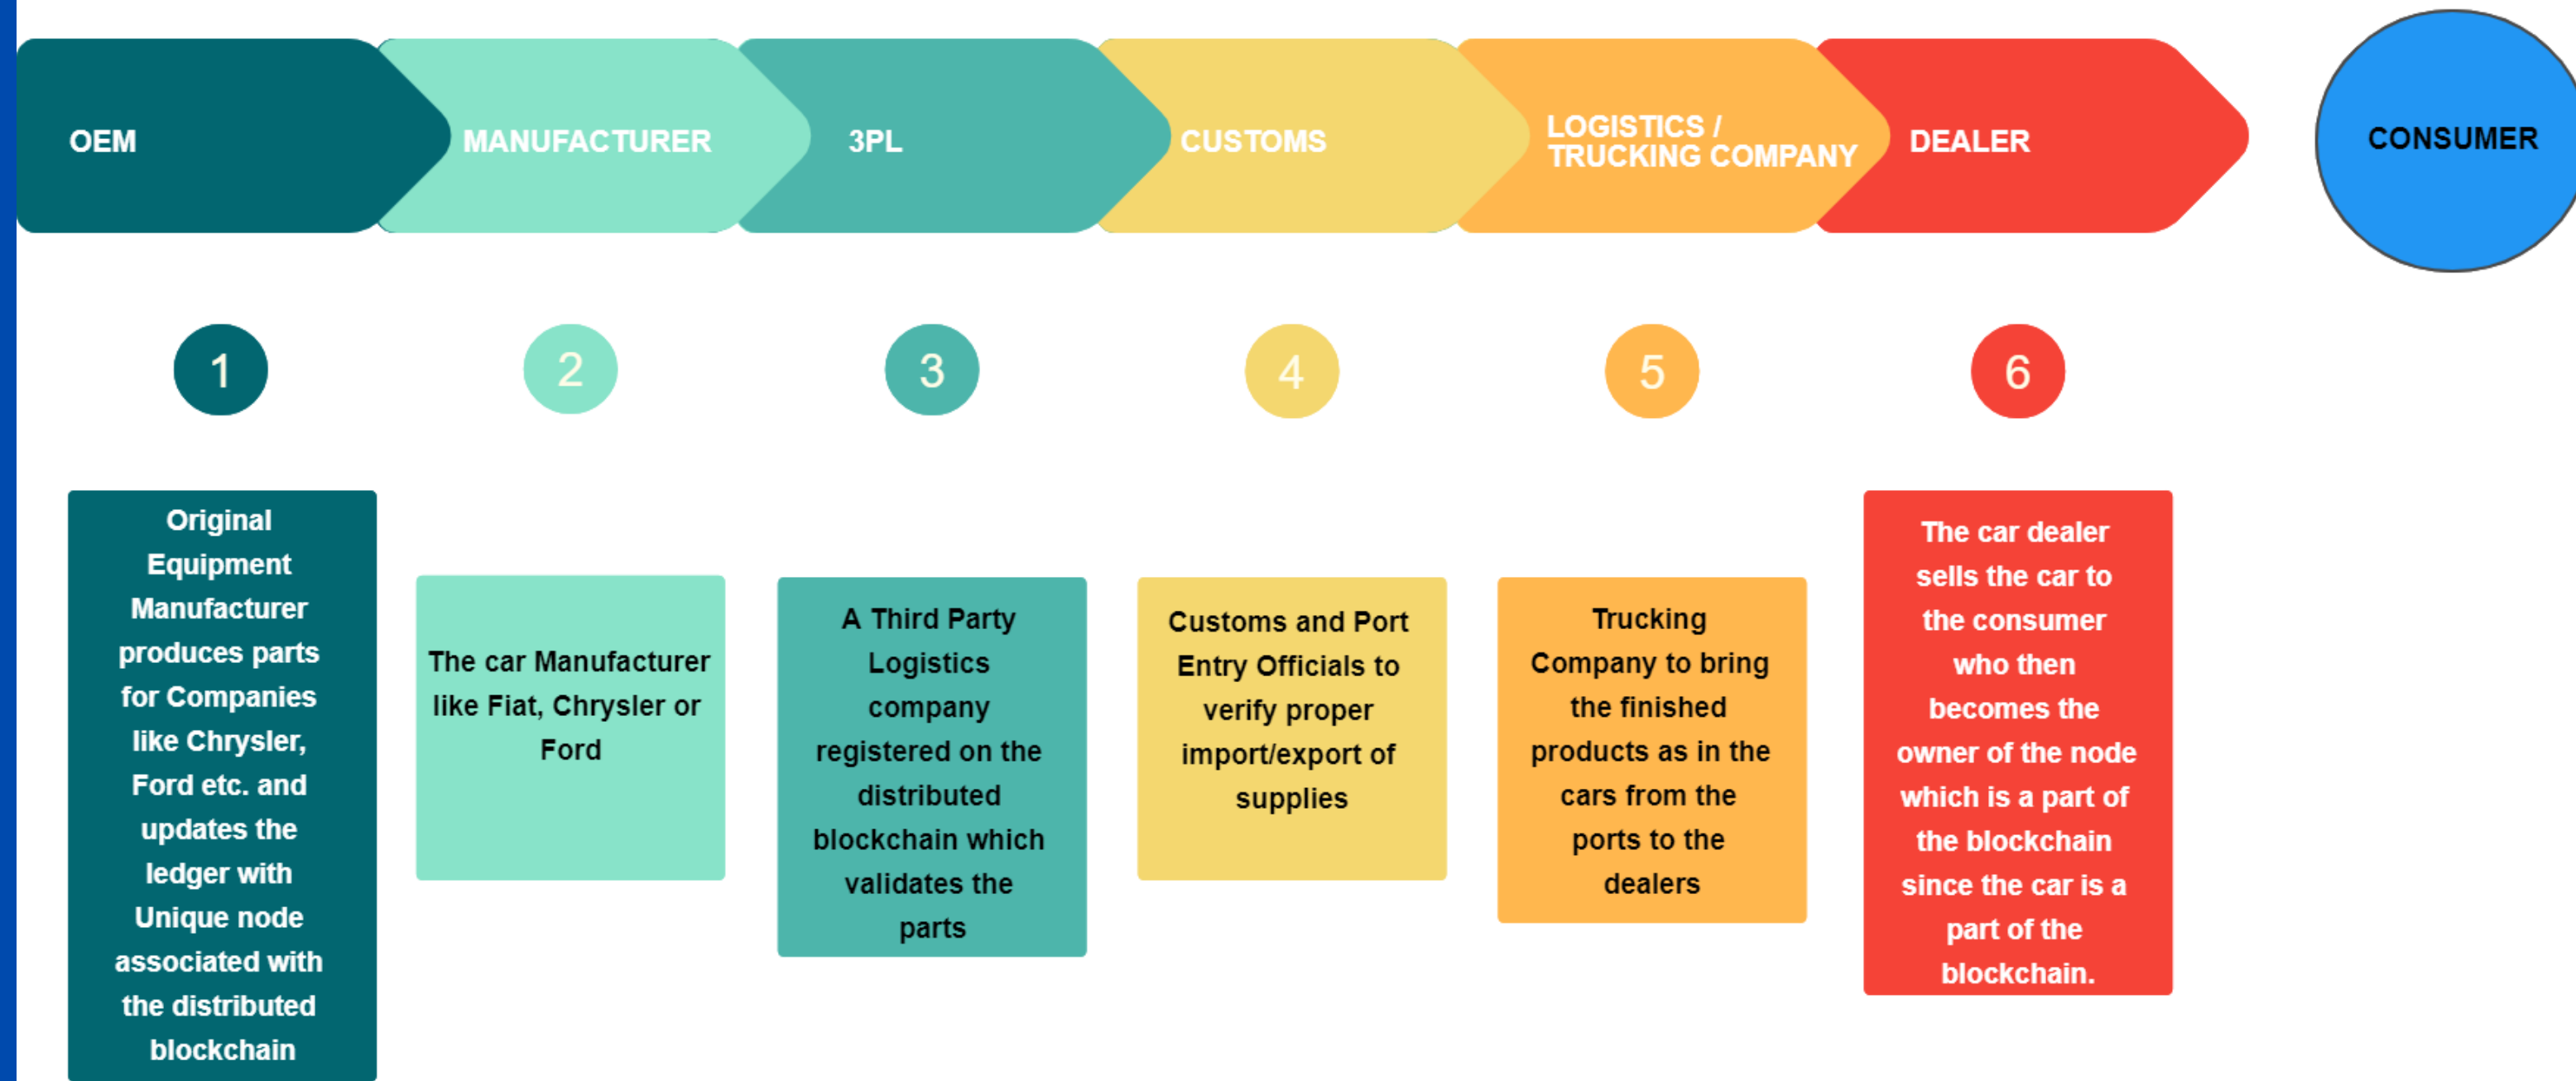 OEM
MANUFACTURER
3PL
CUSTOMS
LOGISTICS /
TRUCKING COMPANY
DEALER
CONSUMER
1
2
3
4
5
6
Original
Equipment
Manufacturer
produces parts
for Companies
like Chrysler,
Ford etc. and
updates the
ledger with
Unique node
associated with
the distributed
blockchain
The car Manufacturer
like Fiat, Chrysler or
Ford
A Third Party
Logistics
company
registered on the
distributed
blockchain which
validates the
parts
Customs and Port
Entry Officials to
verify proper
import/export of
supplies
Trucking
Company to bring
the finished
products as in the
cars from the
ports to the
dealers
The car dealer
sells the car to
the consumer
who then
becomes the
owner of the node
which is a part of
the blockchain
since the car is a
part of the
blockchain.